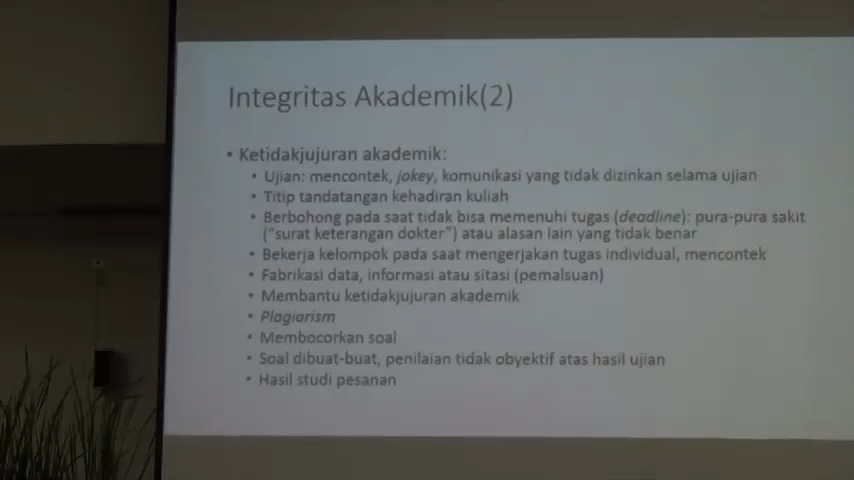 Integritas Akademik(2)
• Ketidakjujuran akademik:
• Ujian: mencontek, jokey, komunikasi yang tidak dizinkan selama ujian
• Titip tandatangan kehadiran kuliah
• Berbohong pada saat tidak bisa memenuhi tugas (deadline): pura-pura sakit
("surat keterangan dokter") atau alasan lain yang tidak benar
• Bekerja kelompok pada saat mengerjakan tugas individual, mencontek
• Fabrikasi data, informasi atau sitasi (pemalsuan)
• Membantu ketidakjujuran akademik
• Plagiarism
• Membocorkan soal
• Soal dibuat-buat, penilaian tidak obyektif atas hasil ujian
• Hasil studi pesanan